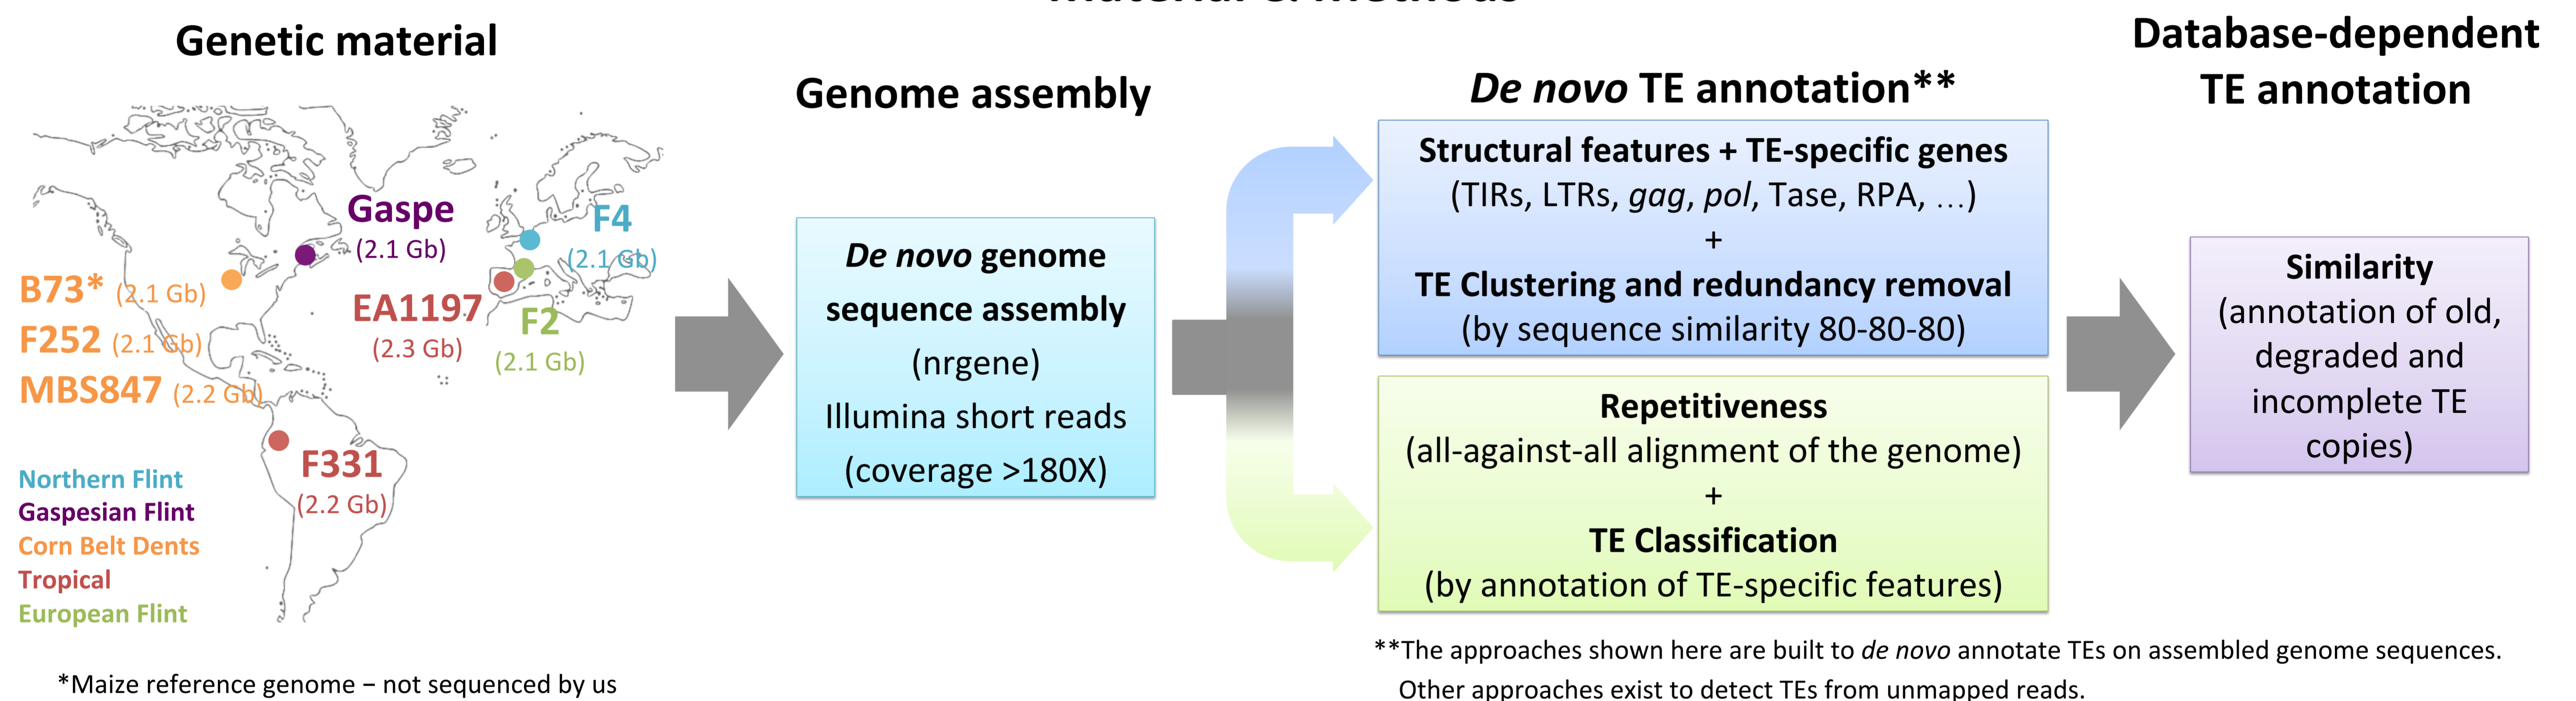 Material & Methods
Genetic material
Gaspe
(2.1 Gb)
F4
(2.1 Gb)
B73* (2.1 Gb)
F252 (2.1 Gb)
MBS847 (2.2 Gb)
EA1197
(2.3 Gb)
F2
(2.1 Gb)
F331
(2.2 Gb)
Northern Flint
Gaspesian Flint
Corn Belt Dents
Tropical
European Flint
*Maize reference genome – not sequenced by us
Genome assembly
De novo genome
sequence assembly
(nrgene)
Illumina short reads
(coverage >180X)
De novo TE annotation**
Structural features + TE-specific genes
(TIRs, LTRs, gag, pol, Tase, RPA, …)
+
TE Clustering and redundancy removal
(by sequence similarity 80-80-80)
Repetitiveness
(all-against-all alignment of the genome)
+
TE Classification
(by annotation of TE-specific features)
**The approaches shown here are built to de novo annotate TEs on assembled genome sequences.
Other approaches exist to detect TEs from unmapped reads.
Database-dependent
TE annotation
Similarity
(annotation of old,
degraded and
incomplete TE
copies)